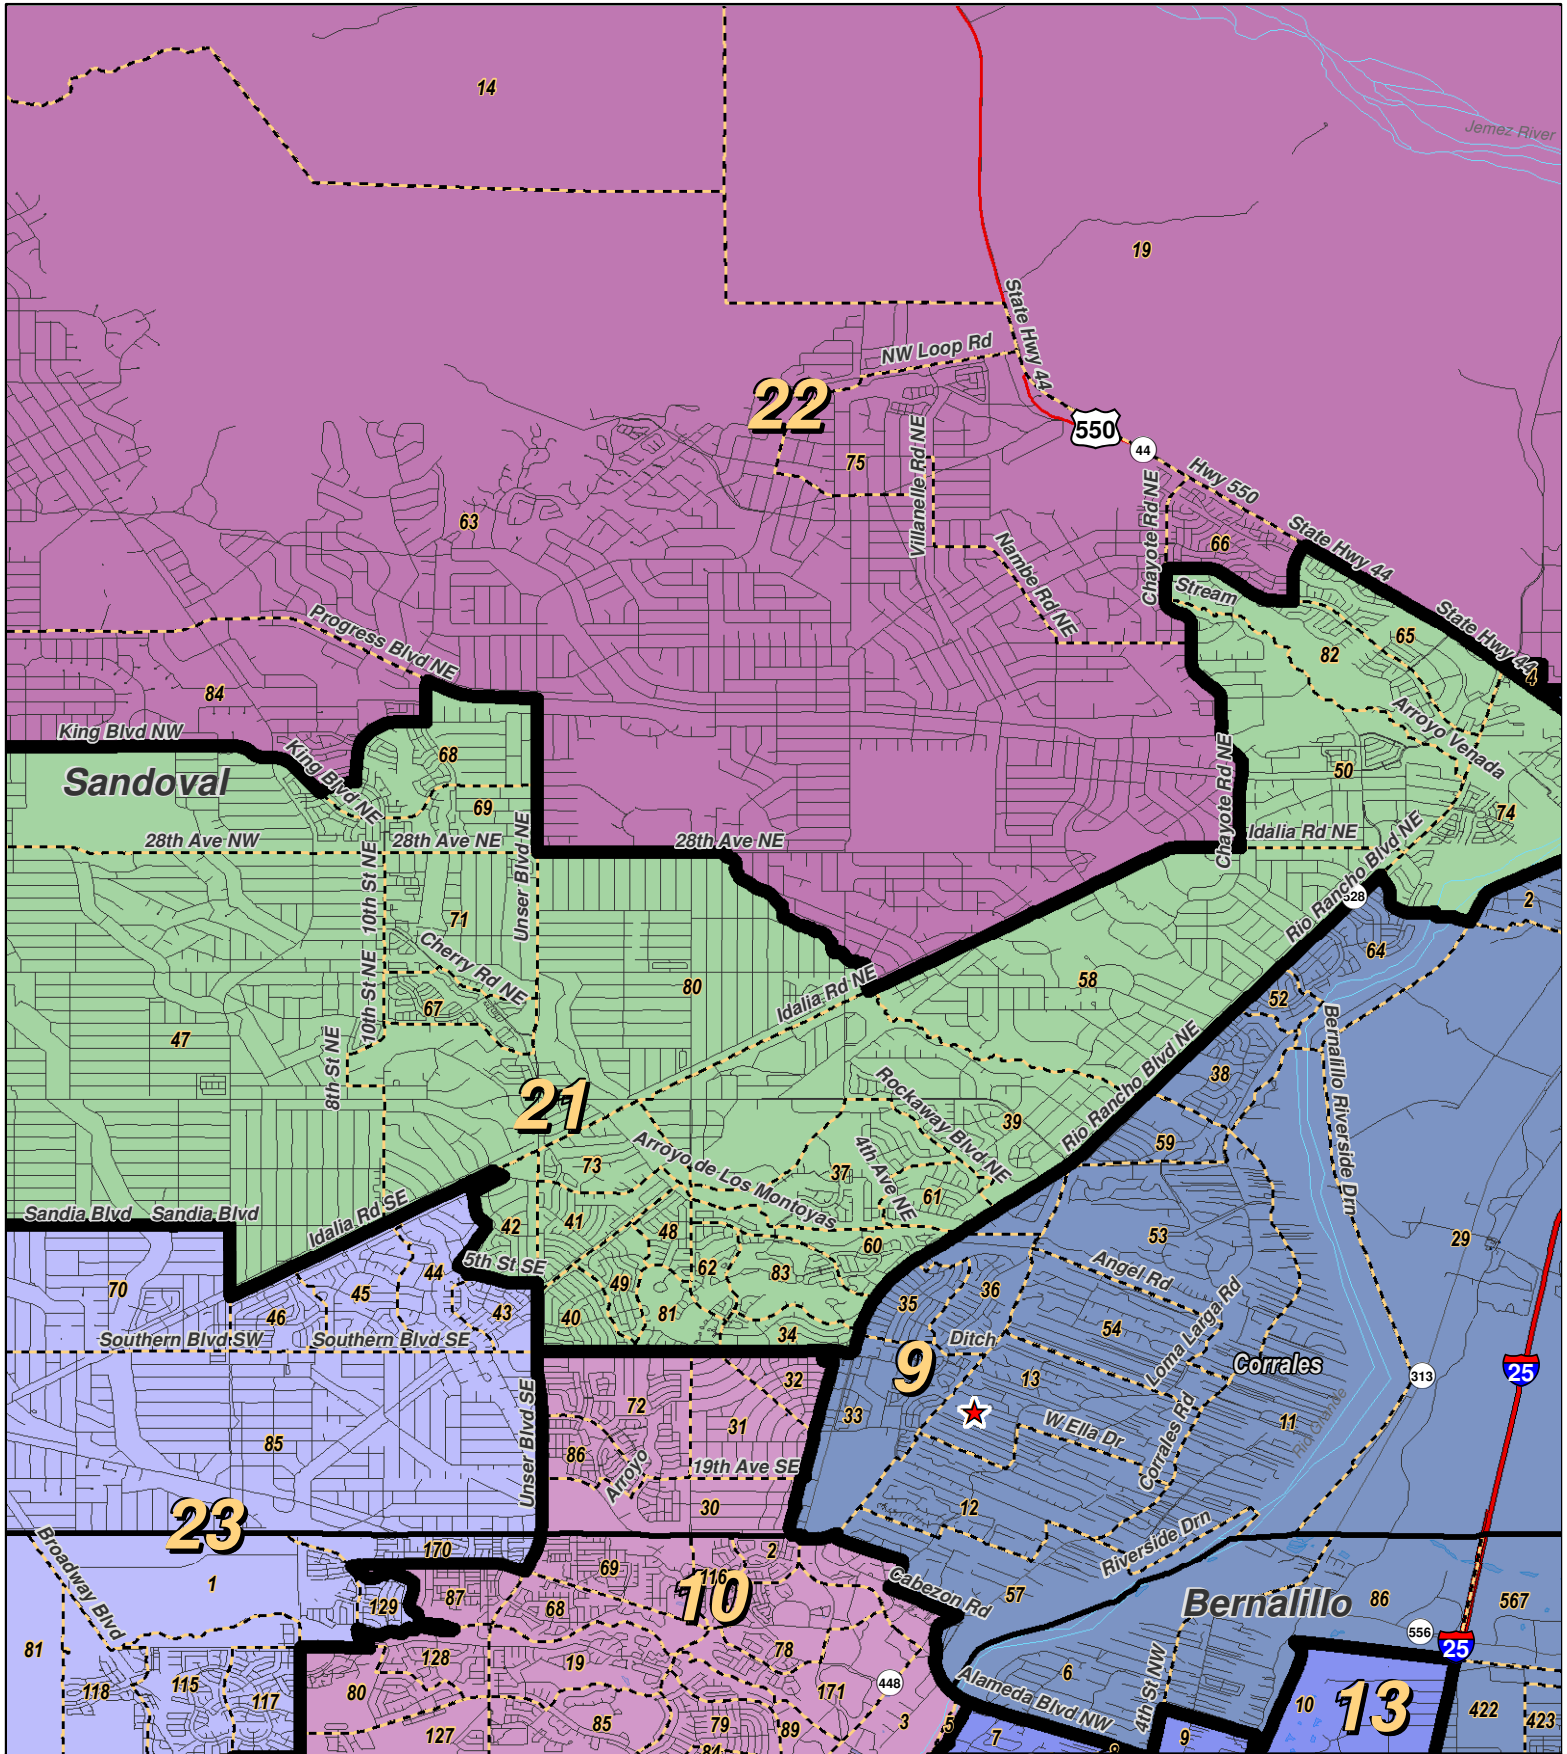 14
Jemez River
19
State Hwy 44
NW Loop Rd
22
550
44
Villanelle Rd NE
75
Hwy 550
Chayote Rd NE
63
State Hwy 44
66
Nambe Rd NE
Stream
State Hwy 44
Progress Blvd NE
65
82
4
84
Arroyo Venada
King Blvd NW
King Blvd NE
68
Sandoval
50
Chayote Rd NE
69
74
28th Ave NW
28th Ave NE
28th Ave NE
Idalia Rd NE
Unser Blvd NE
10th St NE
Rio Rancho Blvd NE
528
2
71
Cherry Rd NE
64
10th St NE
80
Idalia Rd NE
58
52
67
47
8th St NE
Bernalillo Riverside Drn
Rio Rancho Blvd NE
38
21
Rockaway Blvd NE
39
59
Arroyo de Los Montoyas
73
4th Ave NE
37
61
Sandia Blvd
Sandia Blvd
Idalia Rd SE
42
41
48
60
53
29
5th St SE
44
62
83
Angel Rd
70
45
49
36
43
46
40
81
35
Loma Larga Rd
34
54
Southern Blvd SW
Southern Blvd SE
Ditch
9
Corrales
313
25
13
32
72
33
31
W Ella Dr
11
Rio Grande
Corrales Rd
85
86
Arroyo
19th Ave SE
Unser Blvd SE
30
12
23
Riverside Drn
Broadway Blvd
170
2
69
116
10
1
87
68
129
Cabezon Rd
57
Bernalillo
86
567
556
25
81
128
19
78
6
4th St NW
118
115
117
80
448
171
Alameda Blvd NW
10
13
422
423
127
85
79
89
3
5
7
9
84
8